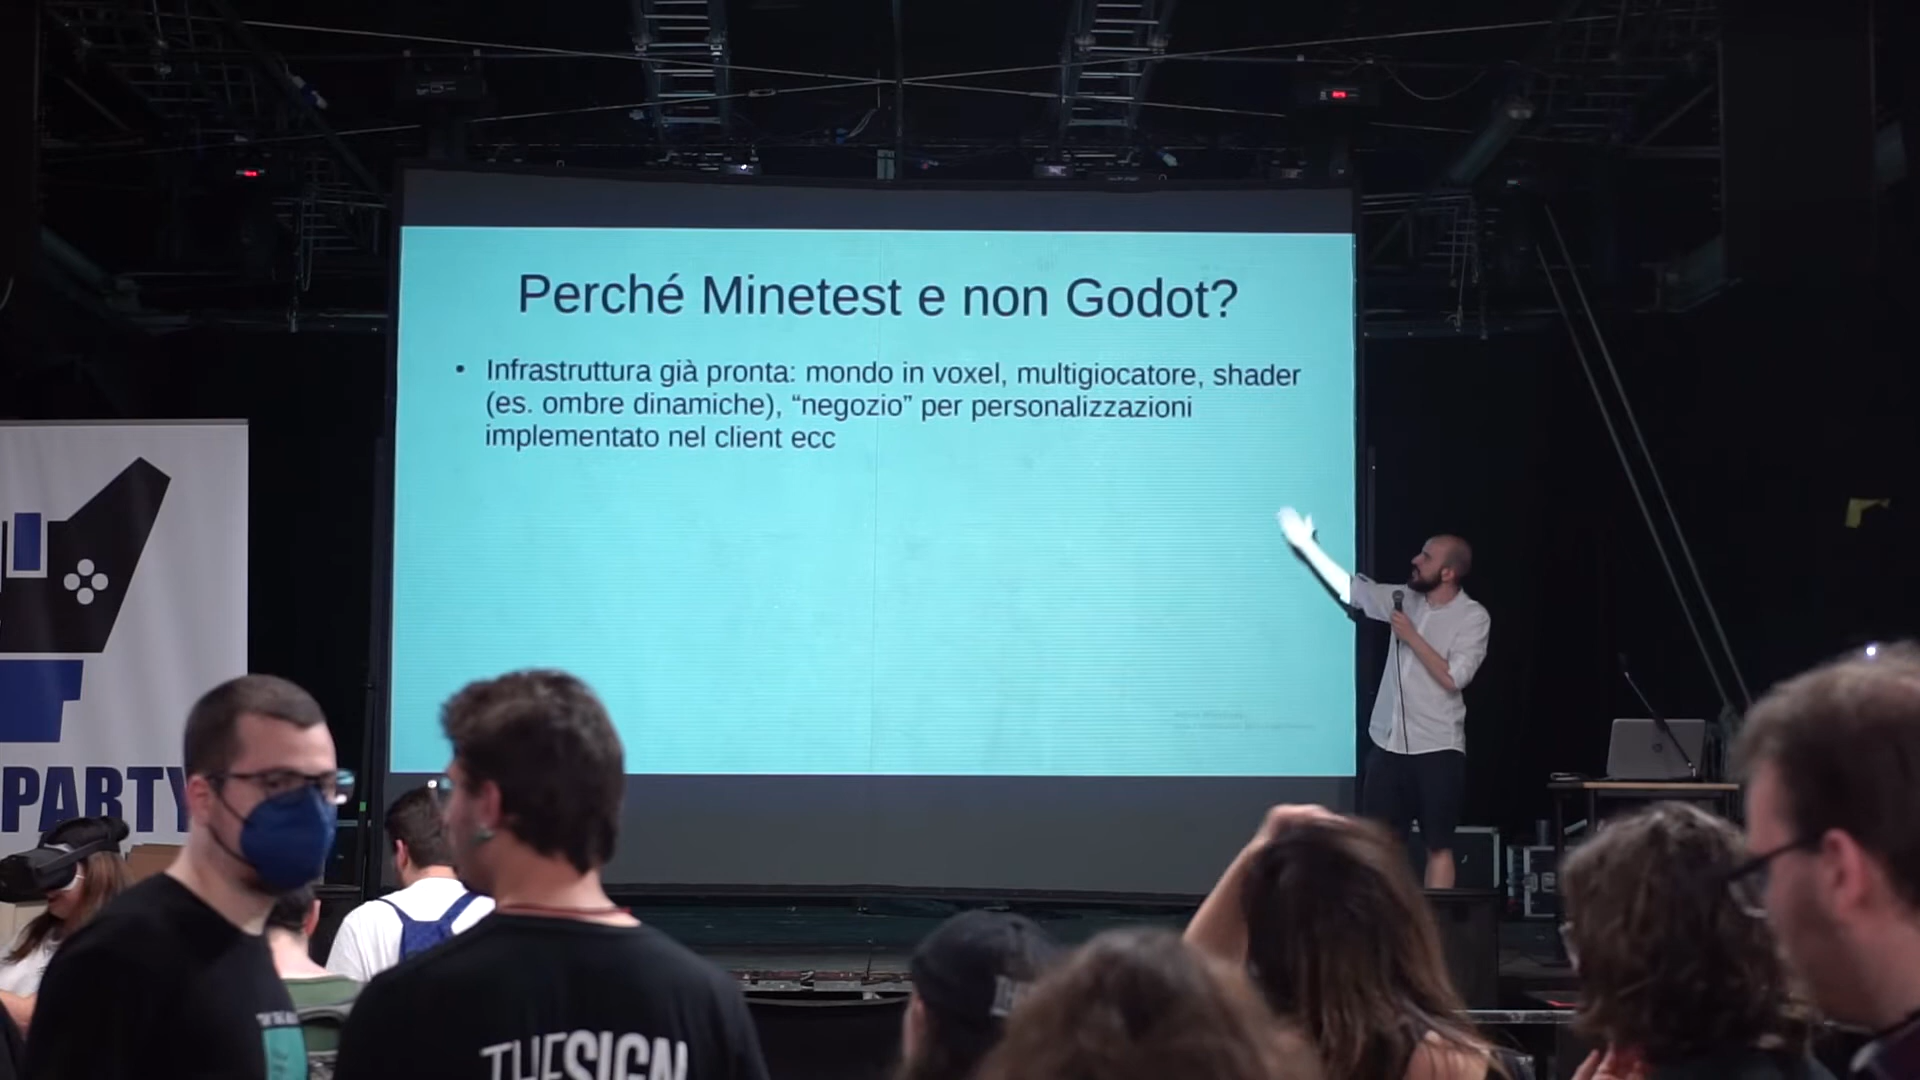 Perché Minetest e non Godot?
• Infrastruttura già pronta: mondo in voxel, multigiocatore, shader
(es. ombre dinamiche), “negozio” per personalizzazioni
implementato nel client ecc
PARTY
THESIGN